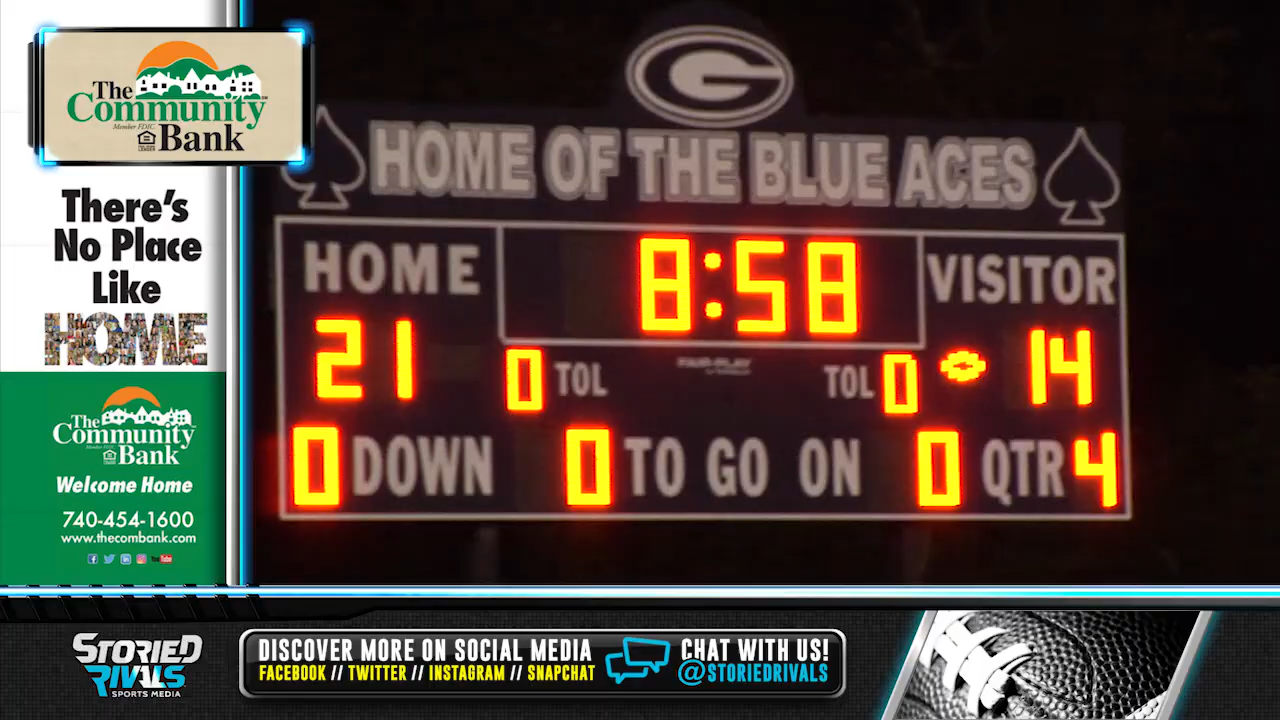 The
Community
Member FDIC
Bank
There's
No Place
Like
HOME
The
Community
Bank
Welcome Home
740-454-1600
www.thecombank.com
G
HOME OF THE BLUE ACES
HOME
8:58
VISITOR
21
0 TOL
FAIR-PLAY
TOL 0
14
0 DOWN
0 TO GO ON
0 QTR 4
STORIED
RIVALS
SPORTS MEDIA
DISCOVER MORE ON SOCIAL MEDIA
FACEBOOK // TWITTER // INSTAGRAM // SNAPCHAT
CHAT WITH US!
@STORIEDRIVALS